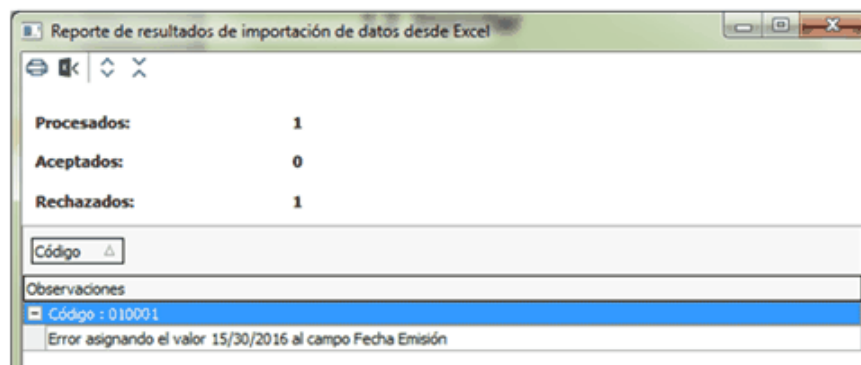 Reporte de resultados de importación de datos desde Excel
Procesados: 1
Aceptados: 0
Rechazados: 1
Código
Observaciones
Código : 010001
Error asignando el valor 15/30/2016 al campo Fecha Emisión